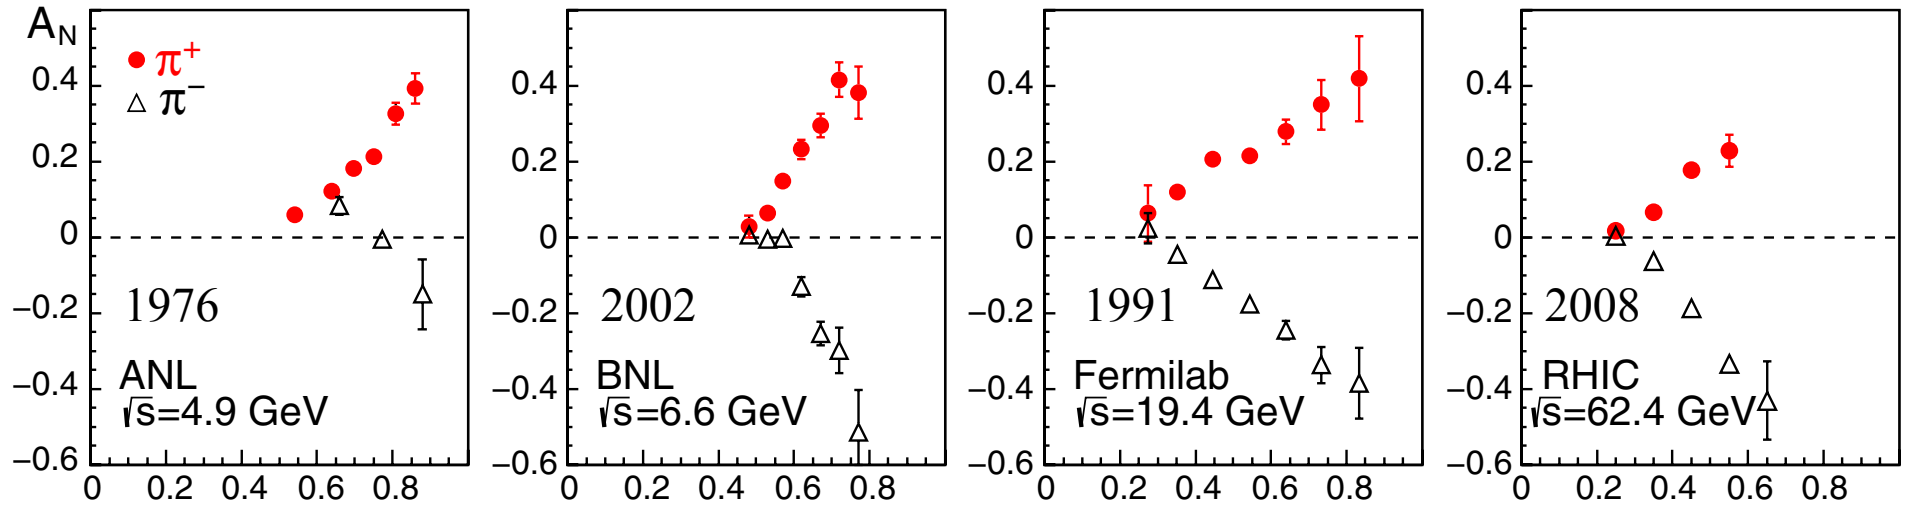 A_N
π⁺
π⁻
0.4
0.2
0
−0.2
−0.4
−0.6
1976
ANL
√s=4.9 GeV
0 0.2 0.4 0.6 0.8
0.4
0.2
0
−0.2
−0.4
−0.6
2002
BNL
√s=6.6 GeV
0 0.2 0.4 0.6 0.8
0.4
0.2
0
−0.2
−0.4
−0.6
1991
Fermilab
√s=19.4 GeV
0 0.2 0.4 0.6 0.8
0.4
0.2
0
−0.2
−0.4
−0.6
2008
RHIC
√s=62.4 GeV
0 0.2 0.4 0.6 0.8